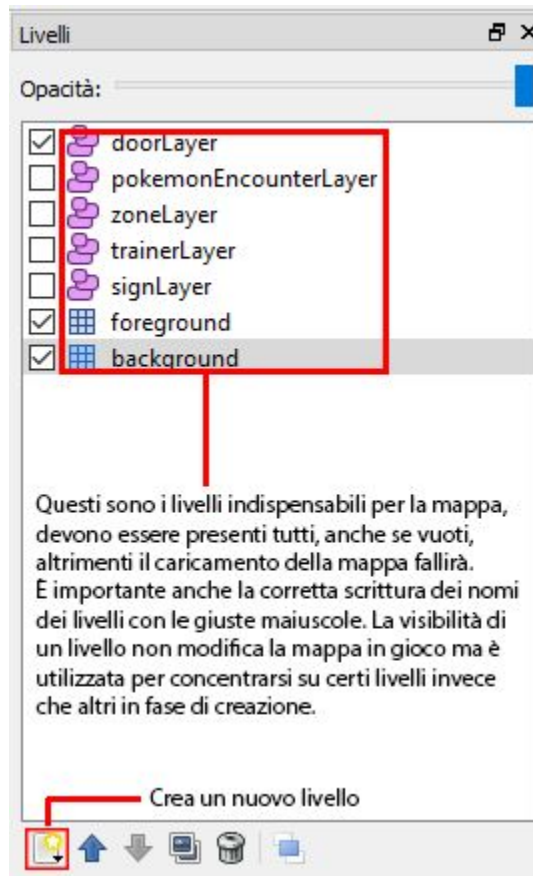 Livelli
Opacità:
doorLayer
pokemonEncounterLayer
zoneLayer
trainerLayer
signLayer
foreground
background
Questi sono i livelli indispensabili per la mappa,
devono essere presenti tutti, anche se vuoti,
altrimenti il caricamento della mappa fallirà.
È importante anche la corretta scrittura dei nomi
dei livelli con le giuste maiuscole. La visibilità di
un livello non modifica la mappa in gioco ma è
utilizzata per concentrarsi su certi livelli invece
che altri in fase di creazione.
Crea un nuovo livello